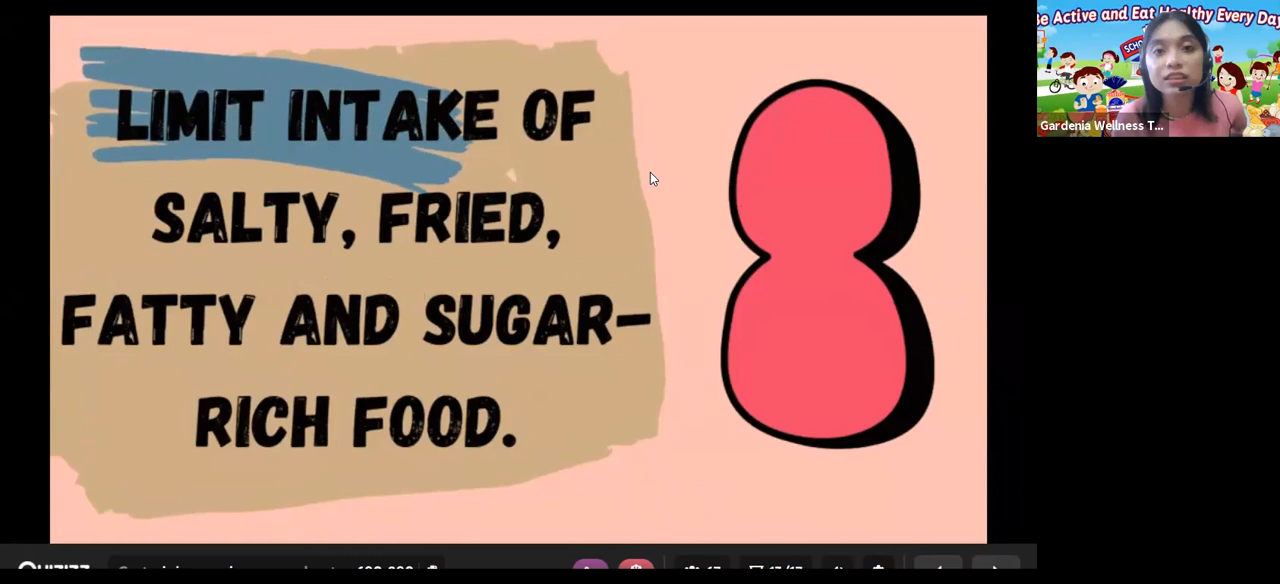 LIMIT INTAKE OF
SALTY, FRIED,
FATTY AND SUGAR-
RICH FOOD.
8
Be Active and Eat Healthy Every Day
Gardenia Wellness T...